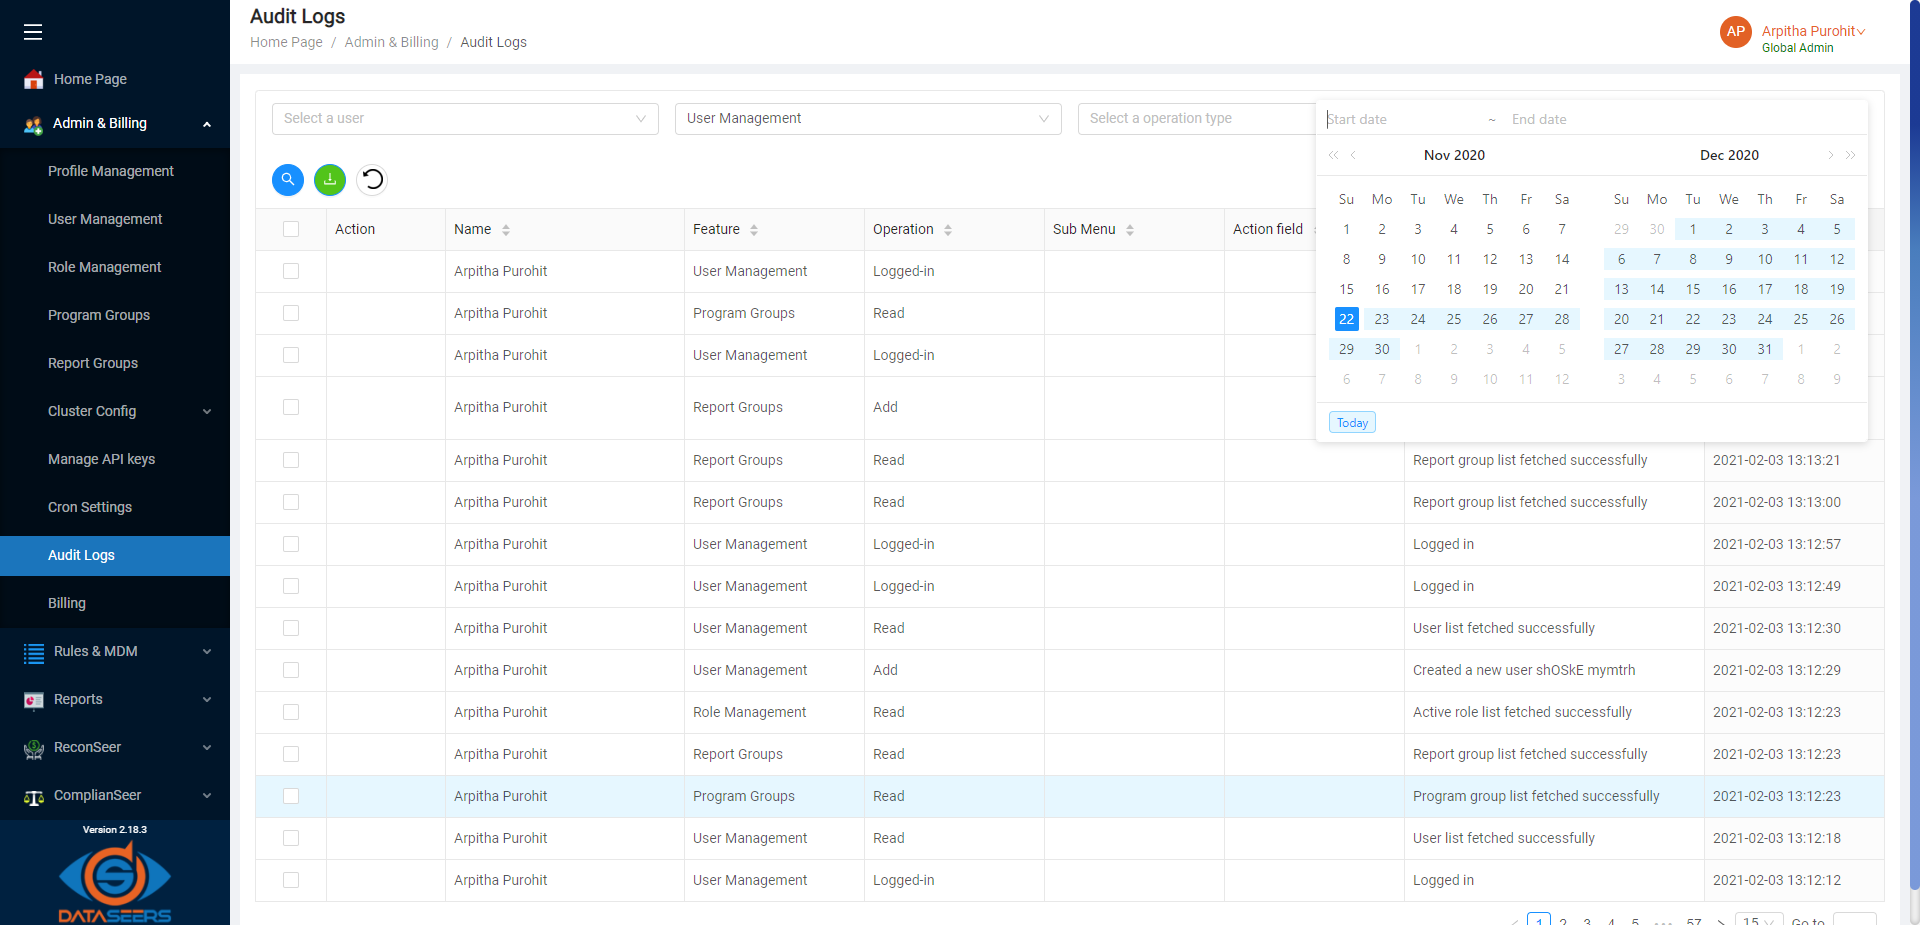 Audit Logs
Home Page / Admin & Billing / Audit Logs
AP
Arpitha Purohit
Global Admin
Home Page
Admin & Billing
Profile Management
User Management
Role Management
Program Groups
Report Groups
Cluster Config
Manage API keys
Cron Settings
Audit Logs
Billing
Rules & MDM
Reports
ReconSeer
ComplianSeer
Version 2.18.3
DATASEERS
Select a user
User Management
Select a operation type
Start date ~ End date
Nov 2020 Dec 2020
Su Mo Tu We Th Fr Sa Su Mo Tu We Th Fr Sa
1 2 3 4 5 6 7 29 30 1 2 3 4 5
8 9 10 11 12 13 14 6 7 8 9 10 11 12
15 16 17 18 19 20 21 13 14 15 16 17 18 19
22 23 24 25 26 27 28 20 21 22 23 24 25 26
29 30 1 2 3 4 5 27 28 29 30 31 1 2
6 7 8 9 10 11 12 3 4 5 6 7 8 9
Today
Action Name Feature Operation Sub Menu Action field
Arpitha Purohit User Management Logged-in
Arpitha Purohit Program Groups Read
Arpitha Purohit User Management Logged-in
Arpitha Purohit Report Groups Add
Arpitha Purohit Report Groups Read Report group list fetched successfully 2021-02-03 13:13:21
Arpitha Purohit Report Groups Read Report group list fetched successfully 2021-02-03 13:13:00
Arpitha Purohit User Management Logged-in Logged in 2021-02-03 13:12:57
Arpitha Purohit User Management Logged-in Logged in 2021-02-03 13:12:49
Arpitha Purohit User Management Read User list fetched successfully 2021-02-03 13:12:30
Arpitha Purohit User Management Add Created a new user shOSkE mymtrh 2021-02-03 13:12:29
Arpitha Purohit Role Management Read Active role list fetched successfully 2021-02-03 13:12:23
Arpitha Purohit Report Groups Read Report group list fetched successfully 2021-02-03 13:12:23
Arpitha Purohit Program Groups Read Program group list fetched successfully 2021-02-03 13:12:23
Arpitha Purohit User Management Read User list fetched successfully 2021-02-03 13:12:18
Arpitha Purohit User Management Logged-in Logged in 2021-02-03 13:12:12
1 2 3 4 5 ••• 57 15 Go to